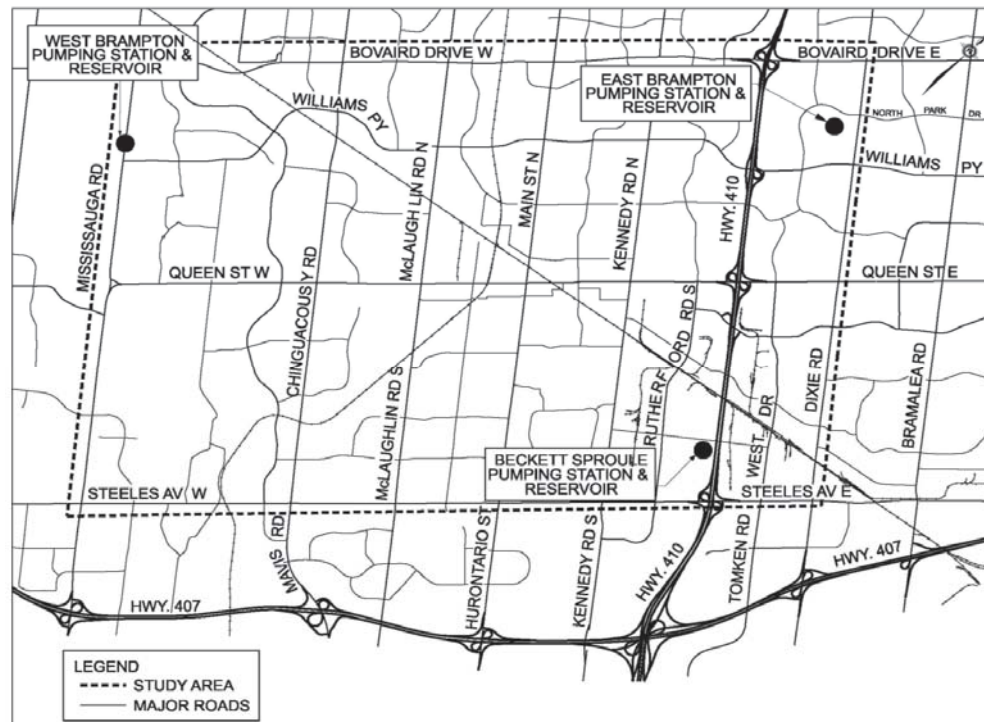 WEST BRAMPTON
PUMPING STATION &
RESERVOIR
BOVAIRD DRIVE W
BOVAIRD DRIVE E
EAST BRAMPTON
PUMPING STATION &
RESERVOIR
WILLIAMS PY
NORTH PARK DR
WILLIAMS PY
MISSISSAUGA RD
CHINGUACOUSY RD
McLAUGH LIN RD N
MAIN ST N
KENNEDY RD N
HWY. 410
QUEEN ST W
QUEEN ST E
McLAUGHLIN RD S
RUTHERFORD RD S
WEST DR
DIXIE RD
BRAMALEA RD
BECKETT SPROULE
PUMPING STATION &
RESERVOIR
STEELES AV W
STEELES AV E
MAVIS RD
HURONTARIO ST
KENNEDY RD S
HWY. 410
TOMKEN RD
HWY. 407
HWY. 407
LEGEND
STUDY AREA
MAJOR ROADS